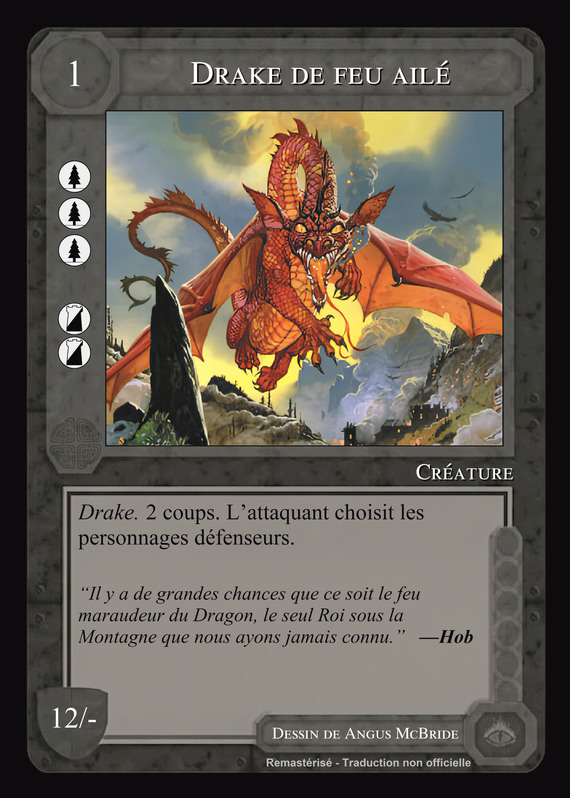 1
Drake de feu ailé
Créature
Drake. 2 coups. L’attaquant choisit les
personnages défenseurs.
“Il y a de grandes chances que ce soit le feu
maraudeur du Dragon, le seul Roi sous la
Montagne que nous ayons jamais connu.” —Hob
12/-
Dessin de Angus McBride
Remastérisé - Traduction non officielle